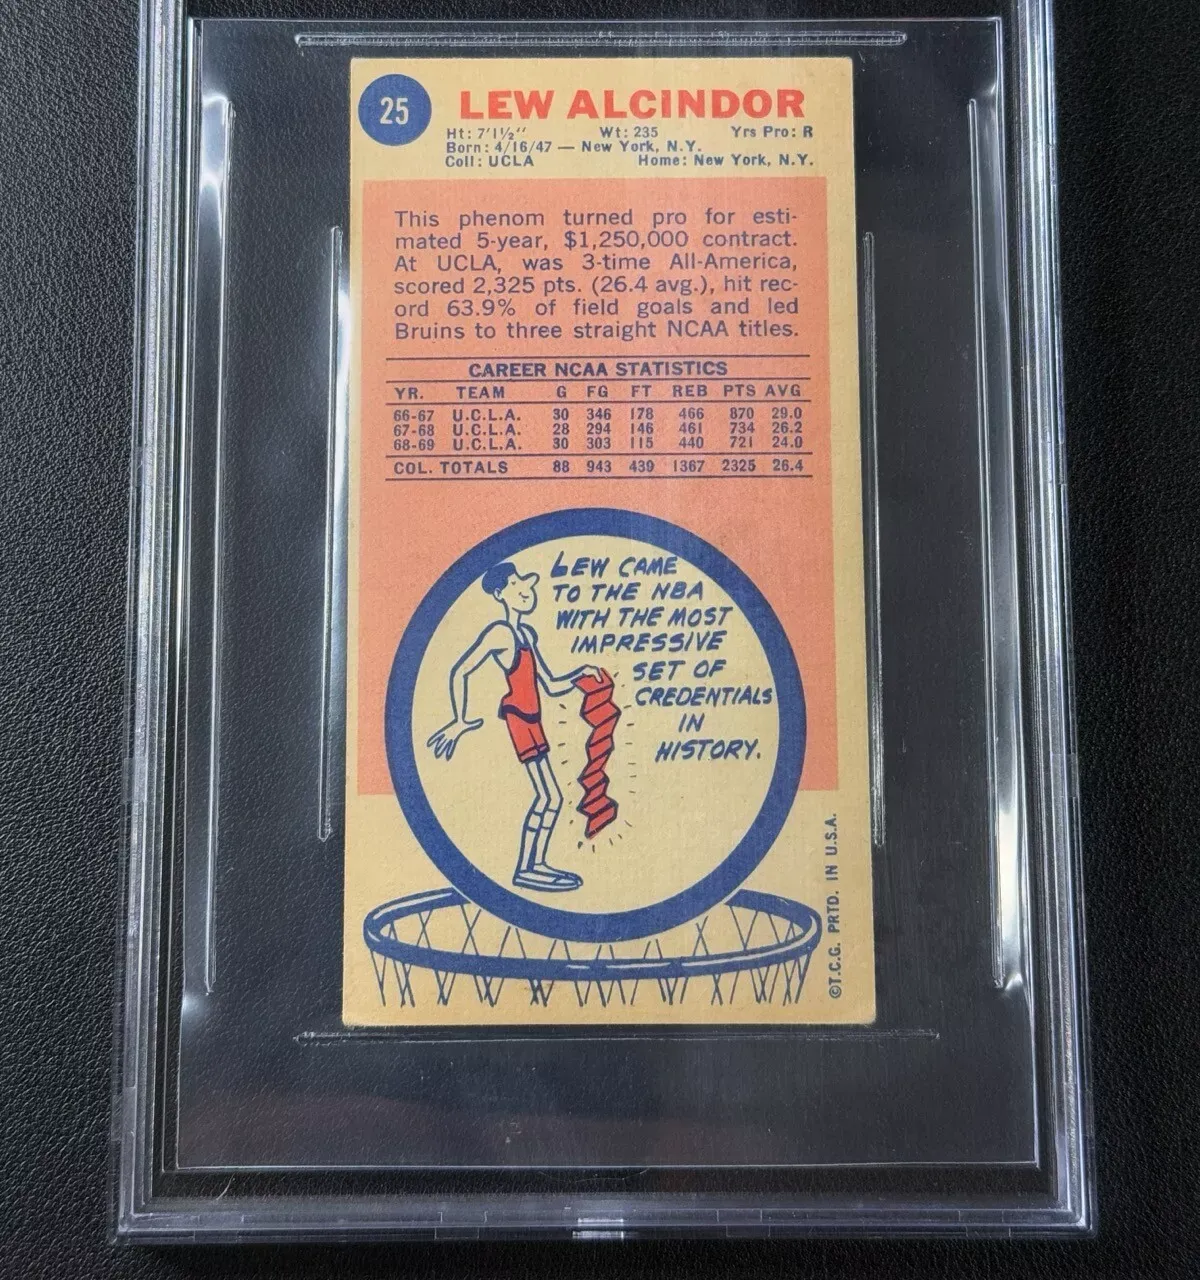 25
LEW ALCINDOR
Ht: 7'1½" Wt: 235 Yrs Pro: R
Born: 4/16/47 — New York, N.Y.
Coll: UCLA Home: New York, N.Y.
This phenom turned pro for esti-
mated 5-year, $1,250,000 contract.
At UCLA, was 3-time All-America,
scored 2,325 pts. (26.4 avg.), hit rec-
ord 63.9% of field goals and led
Bruins to three straight NCAA titles.
CAREER NCAA STATISTICS
YR. TEAM G FG FT REB PTS AVG
66-67 U.C.L.A. 30 346 178 466 870 29.0
67-68 U.C.L.A. 28 294 146 461 734 26.2
68-69 U.C.L.A. 30 303 115 440 721 24.0
COL. TOTALS 88 943 439 1367 2325 26.4
LEW CAME
TO THE NBA
WITH THE MOST
IMPRESSIVE
SET OF
CREDENTIALS
IN
HISTORY.
©T.C.G. PRTD. IN U.S.A.